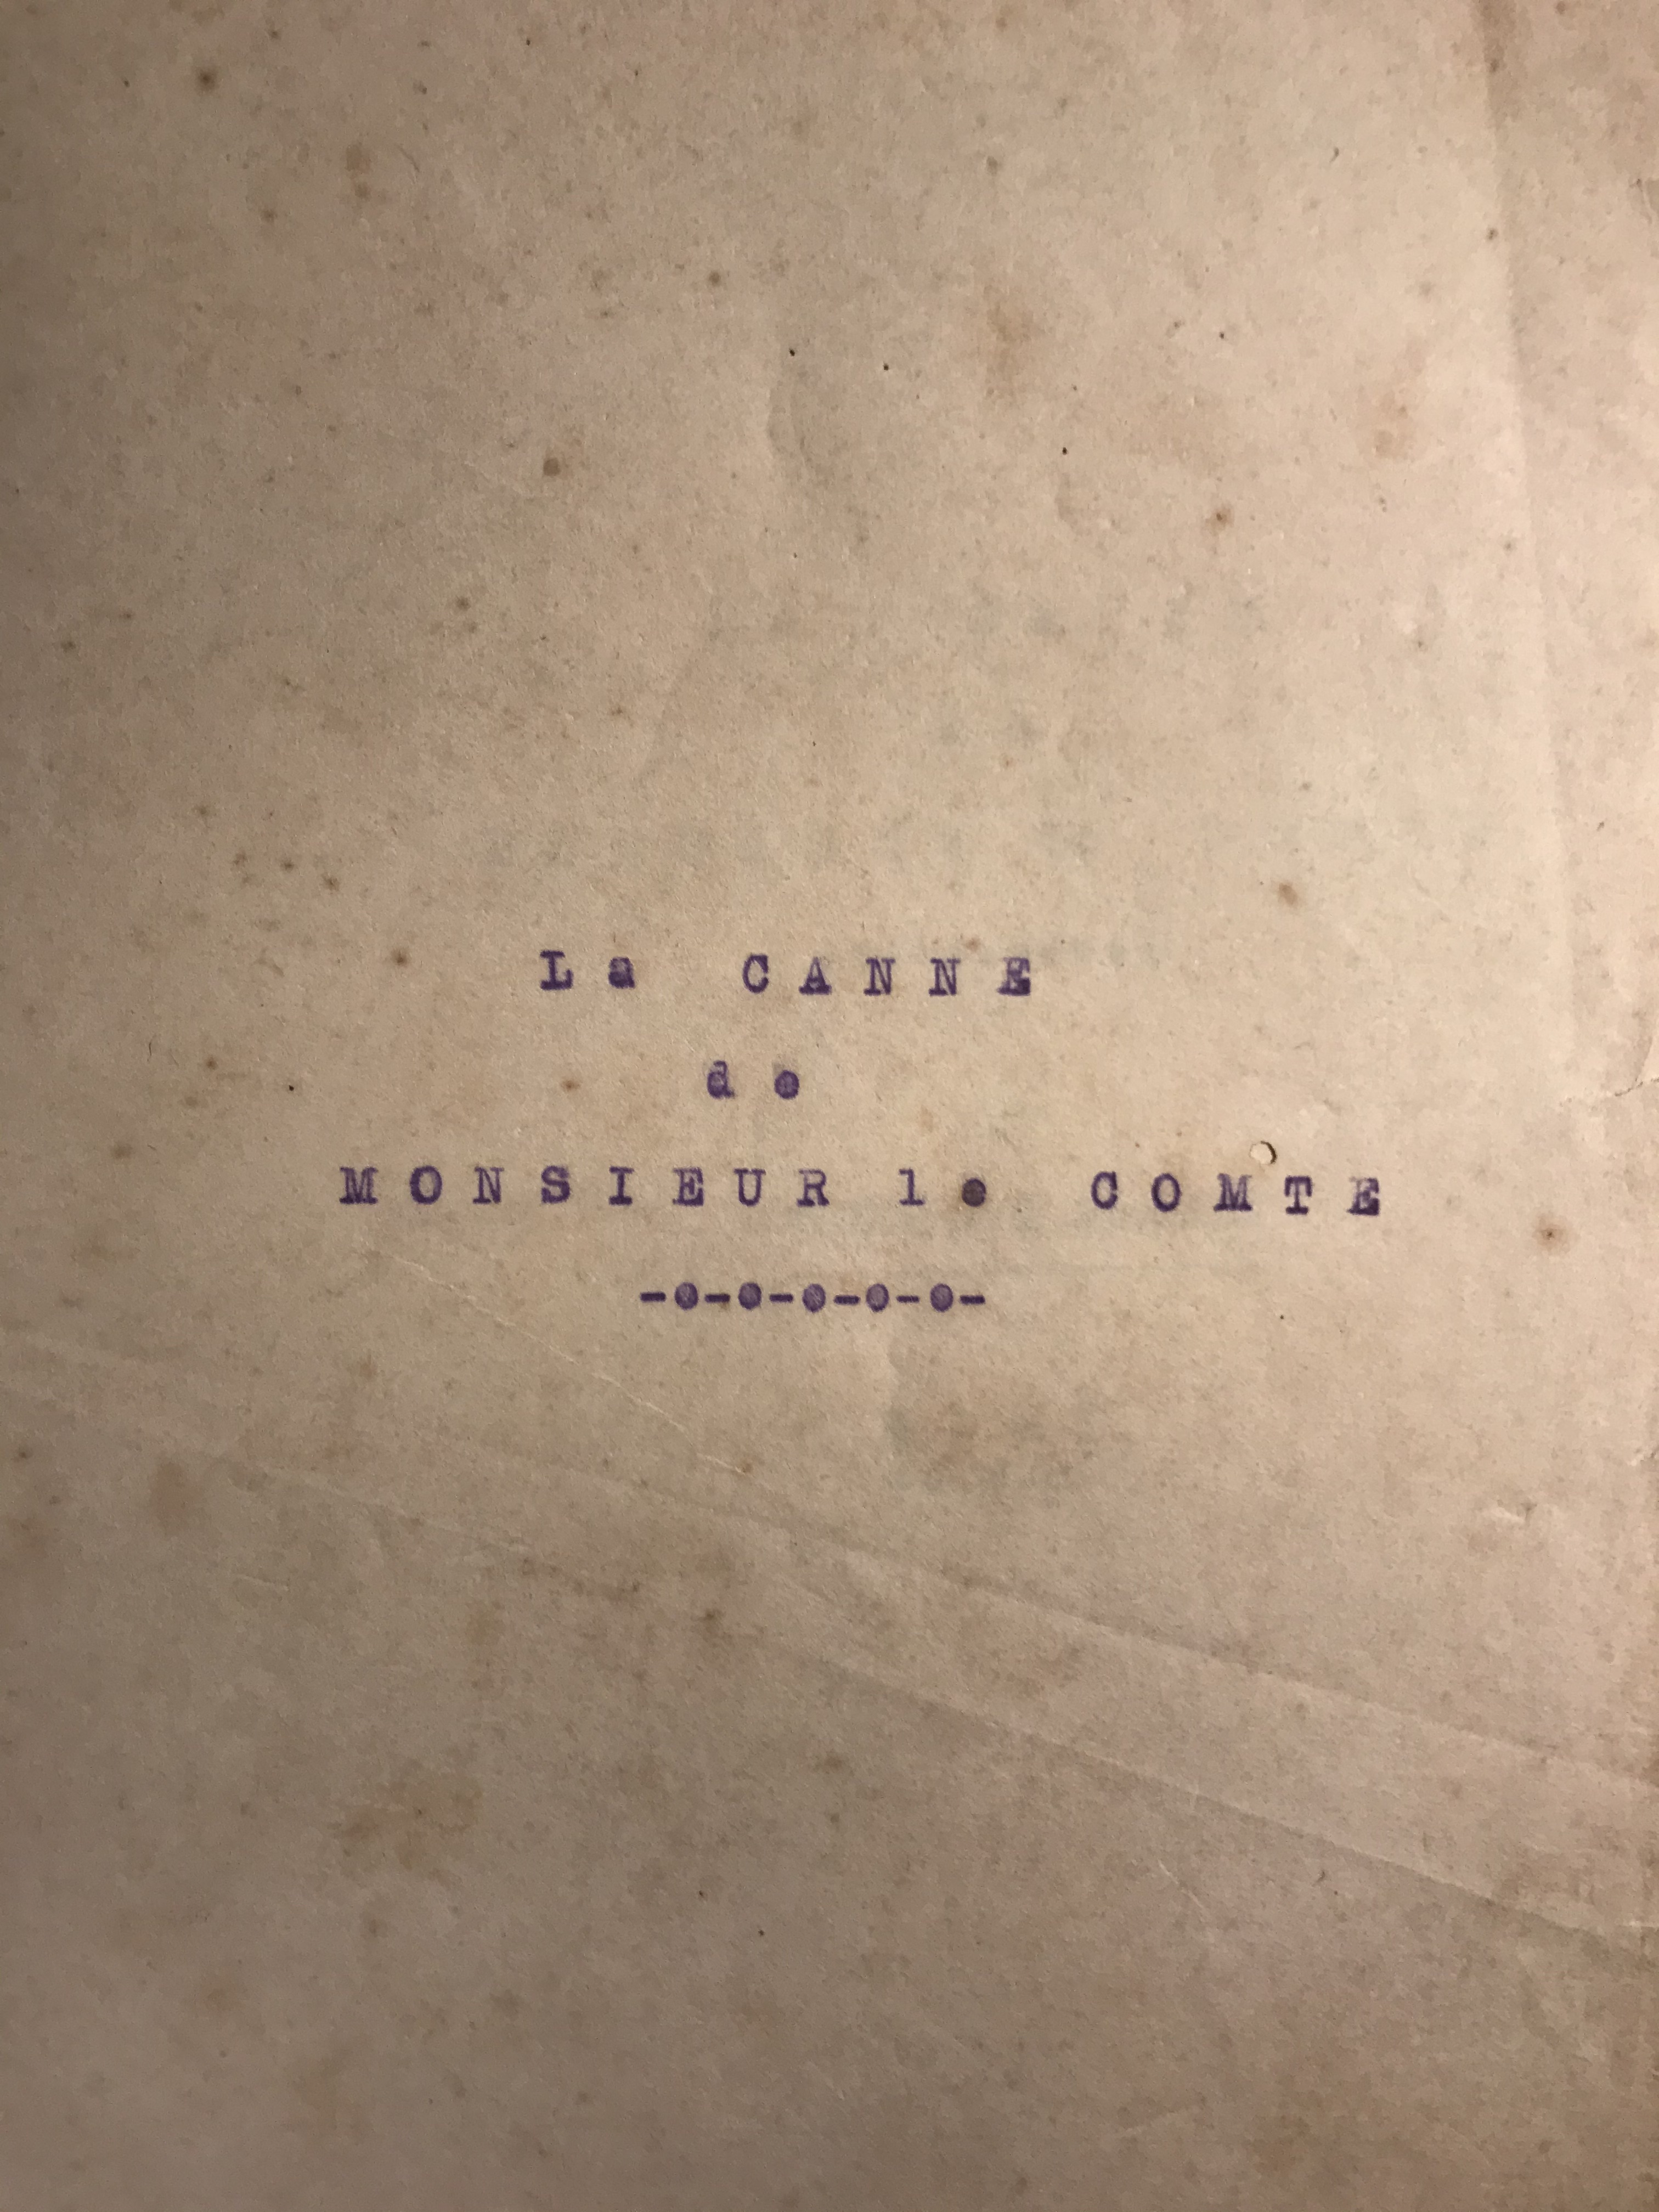 La CANNE
de
MONSIEUR le COMTE
-o-o-o-o-o-